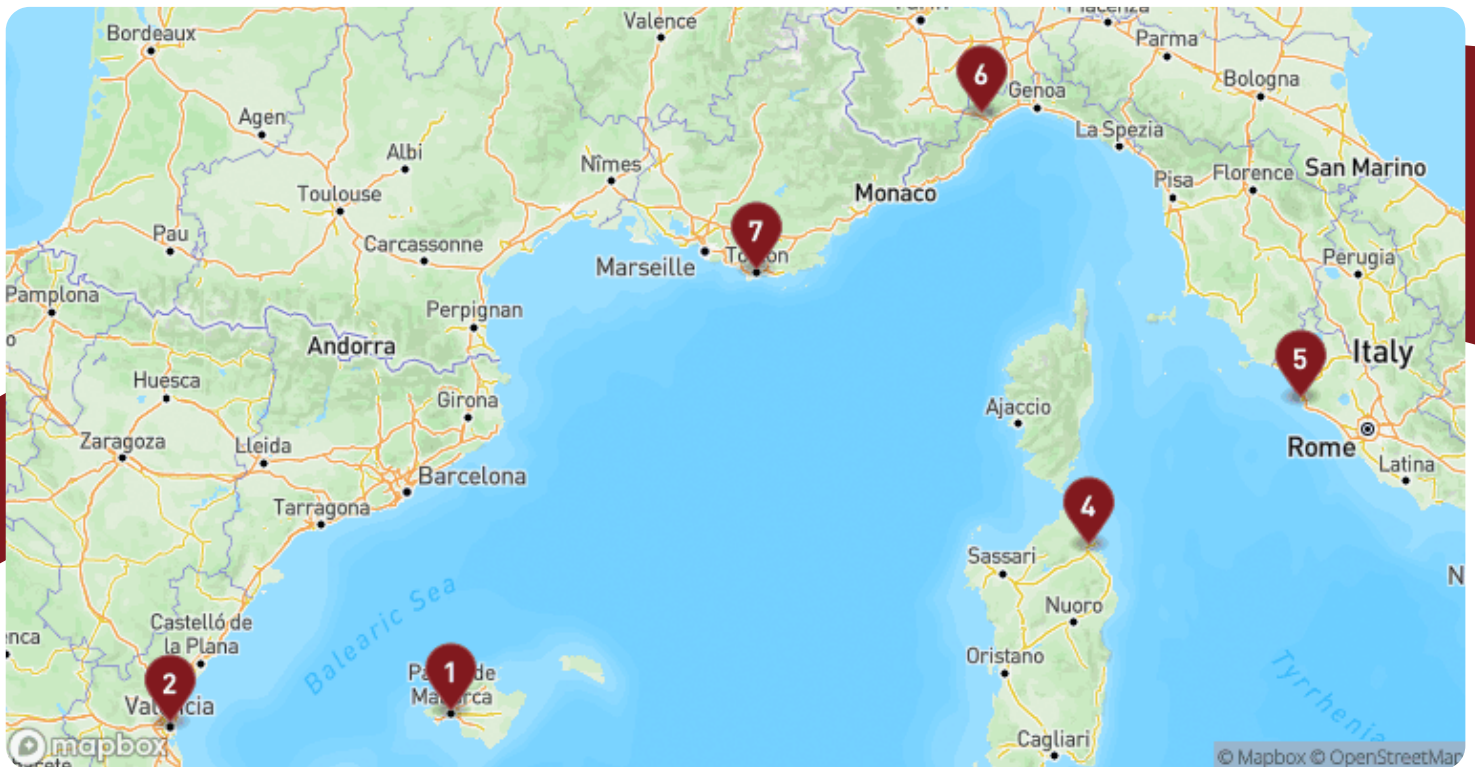 Bordeaux
Valence
Parma
Bologna
6
Genoa
La Spezia
Agen
Albi
Nîmes
Toulouse
Monaco
Pisa
Florence
San Marino
Pau
Carcassonne
7
Marseille
Perugia
Pamplona
Perpignan
Andorra
5
Italy
Huesca
Girona
Ajaccio
Zaragoza
Lleida
Barcelona
Rome
Latina
Tarragona
4
Sassari
Balearic Sea
Nuoro
Castelló de
la Plana
Oristano
1
2
Cagliari
mapbox
© Mapbox © OpenStreetMap